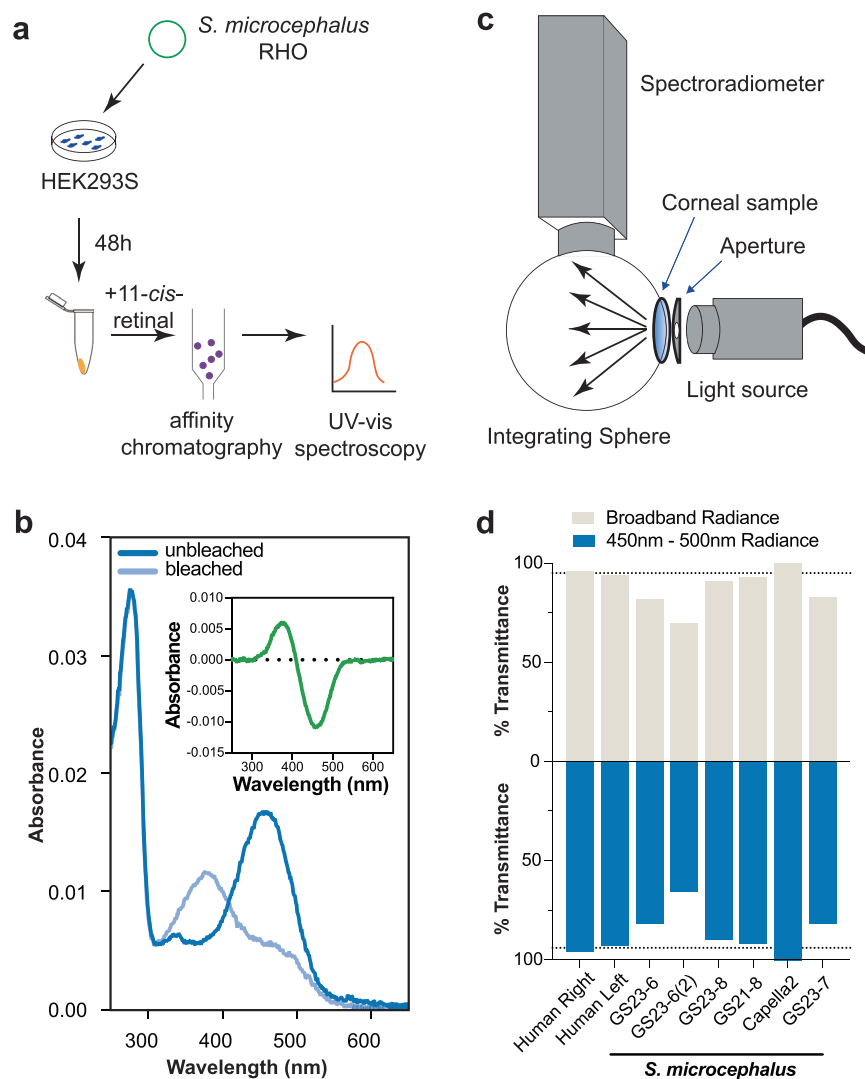 a
S. microcephalus
RHO
HEK293S
48h
+11-cis-
retinal
affinity
chromatography
UV-vis
spectroscopy
c
Spectroradiometer
Corneal sample
Aperture
Light source
Integrating Sphere
b
unbleached
bleached
0.04
0.03
0.02
0.01
0.00
Absorbance
300
400
500
600
Wavelength (nm)
0.010
0.005
0.000
-0.005
-0.010
-0.015
Absorbance
300
400
500
600
Wavelength (nm)
d
Broadband Radiance
450nm - 500nm Radiance
100
50
0
50
100
% Transmittance
% Transmittance
Human Right
Human Left
GS23-6
GS23-6(2)
GS23-8
GS21-8
Capella2
GS23-7
S. microcephalus